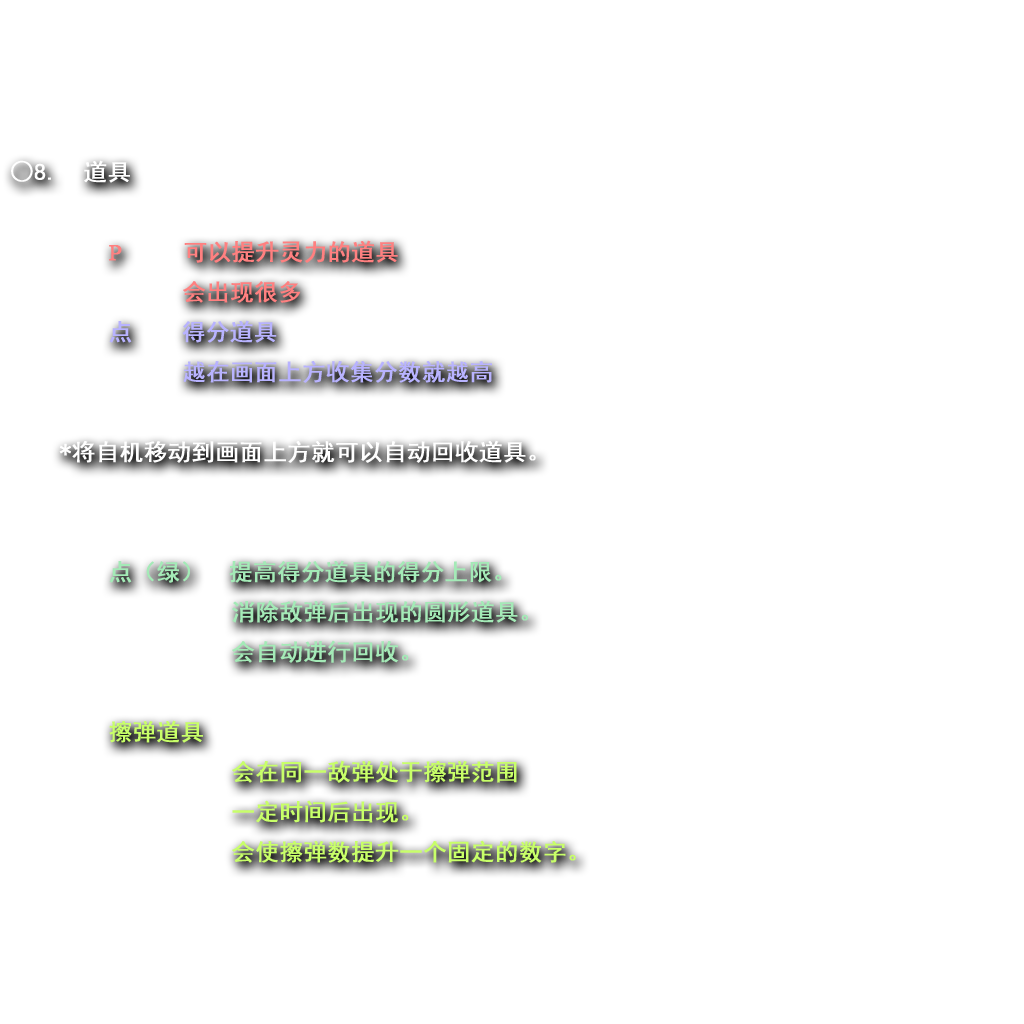 〇8. 道具
P 可以提升灵力的道具
会出现很多
点 得分道具
越在画面上方收集分数就越高
*将自机移动到画面上方就可以自动回收道具。
点（绿） 提高得分道具的得分上限。
消除故弹后出现的圆形道具。
会自动进行回收。
擦弹道具
会在同一故弹处于擦弹范围
一定时间后出现。
会使擦弹数提升一个固定的数字。